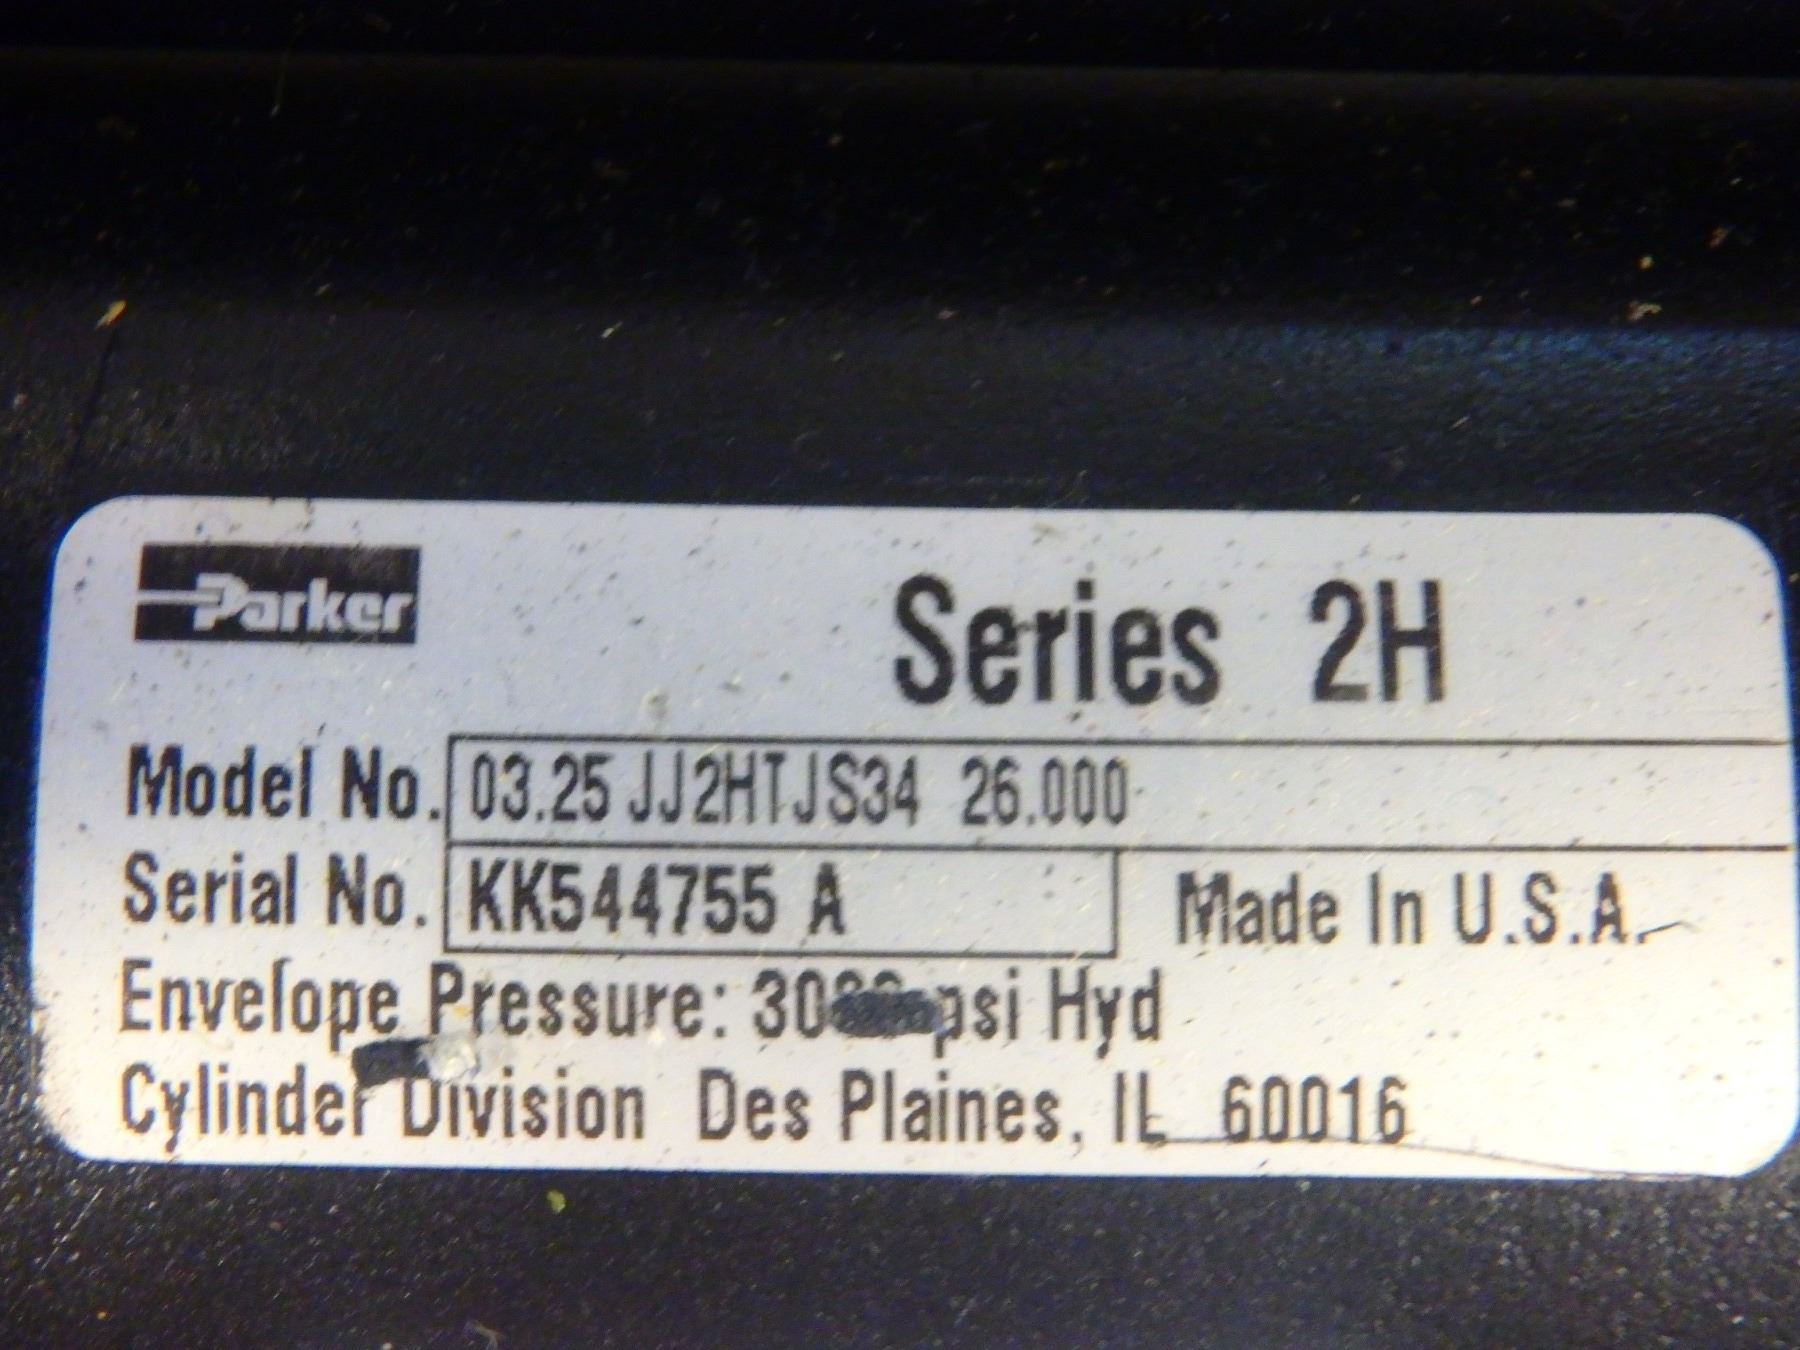 Parker
Series 2H
Model No. 03.25 JJ2HTJS34 26.000
Serial No. KK544755 A
Made In U.S.A.
Envelope Pressure: psi Hyd
Cylinder Division Des Plaines, IL 60016